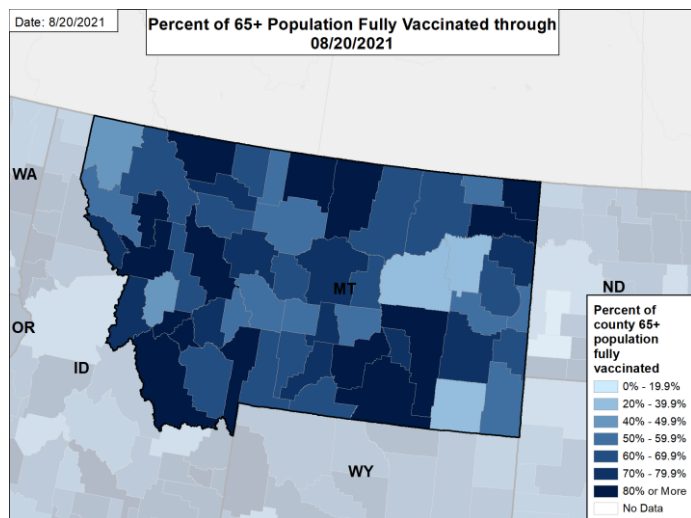 Date: 8/20/2021
Percent of 65+ Population Fully Vaccinated through
08/20/2021
WA
MT
ND
OR
ID
WY
Percent of
county 65+
population
fully
vaccinated
0% - 19.9%
20% - 39.9%
40% - 49.9%
50% - 59.9%
60% - 69.9%
70% - 79.9%
80% or More
No Data